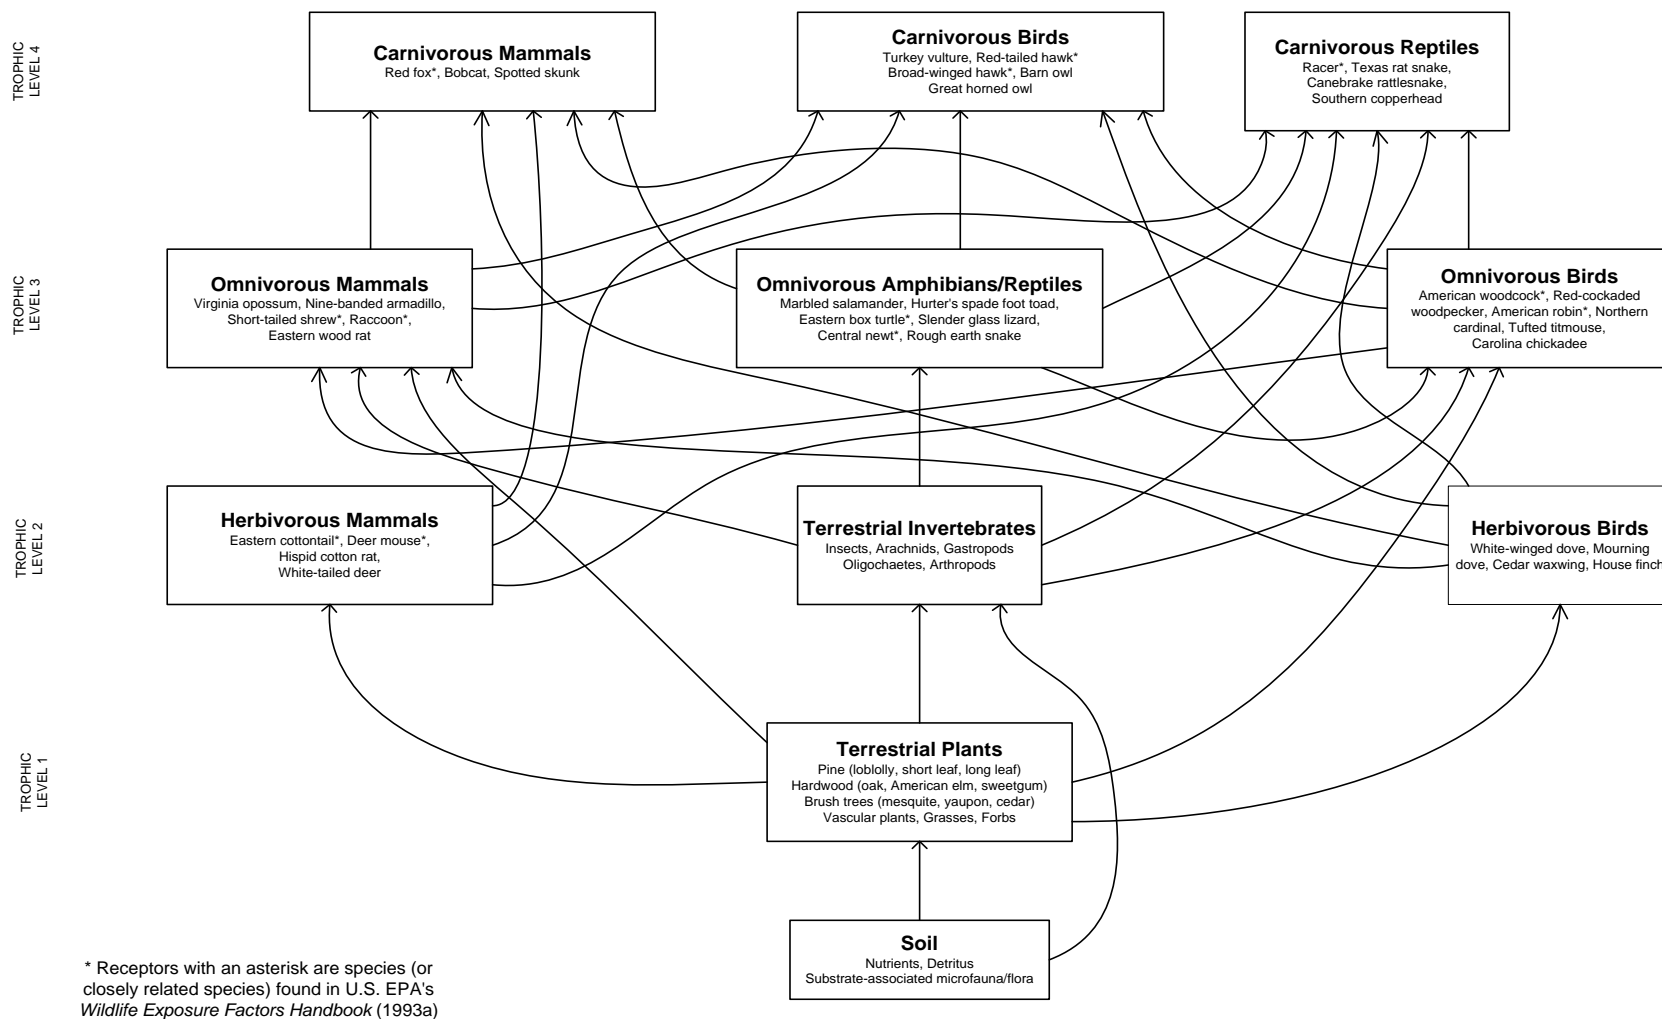 TROPHIC
LEVEL 4
Carnivorous Mammals
Red fox*, Bobcat, Spotted skunk
Carnivorous Birds
Turkey vulture, Red-tailed hawk*
Broad-winged hawk*, Barn owl
Great horned owl
Carnivorous Reptiles
Racer*, Texas rat snake,
Canebrake rattlesnake,
Southern copperhead
TROPHIC
LEVEL 3
Omnivorous Mammals
Virginia opossum, Nine-banded armadillo,
Short-tailed shrew*, Raccoon*,
Eastern wood rat
Omnivorous Amphibians/Reptiles
Marbled salamander, Hurter's spade foot toad,
Eastern box turtle*, Slender glass lizard,
Central newt*, Rough earth snake
Omnivorous Birds
American woodcock*, Red-cockaded
woodpecker, American robin*, Northern
cardinal, Tufted titmouse,
Carolina chickadee
TROPHIC
LEVEL 2
Herbivorous Mammals
Eastern cottontail*, Deer mouse*,
Hispid cotton rat,
White-tailed deer
Terrestrial Invertebrates
Insects, Arachnids, Gastropods
Oligochaetes, Arthropods
Herbivorous Birds
White-winged dove, Mourning
dove, Cedar waxwing, House finch
TROPHIC
LEVEL 1
Terrestrial Plants
Pine (loblolly, short leaf, long leaf)
Hardwood (oak, American elm, sweetgum)
Brush trees (mesquite, yaupon, cedar)
Vascular plants, Grasses, Forbs
Soil
Nutrients, Detritus
Substrate-associated microfauna/flora
* Receptors with an asterisk are species (or
closely related species) found in U.S. EPA's
Wildlife Exposure Factors Handbook (1993a)